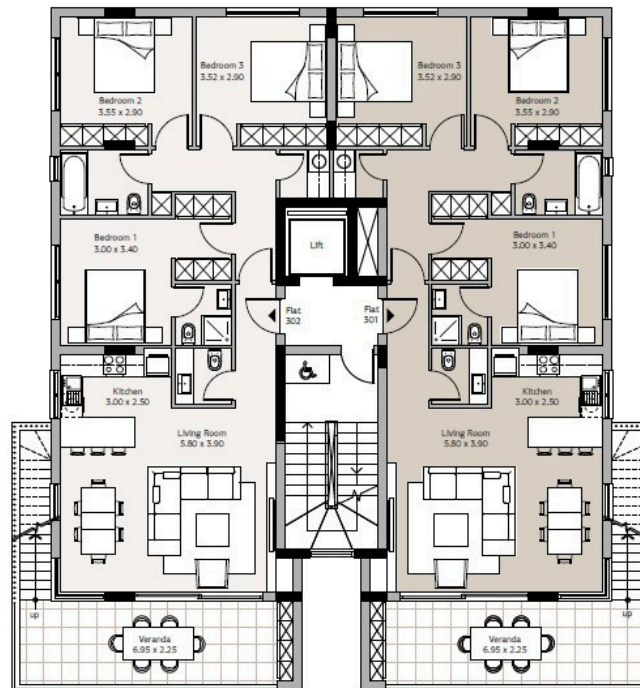 Bedroom 2
3.55 x 2.90
Bedroom 3
3.52 x 2.90
Bedroom 3
3.52 x 2.90
Bedroom 2
3.55 x 2.90
Bedroom 1
3.00 x 3.40
Lift
Bedroom 1
3.00 x 3.40
Flat
302
Flat
301
Kitchen
3.00 x 2.50
Kitchen
3.00 x 2.50
Living Room
5.80 x 3.90
Living Room
5.80 x 3.90
up
up
Veranda
6.95 x 2.25
Veranda
6.95 x 2.25